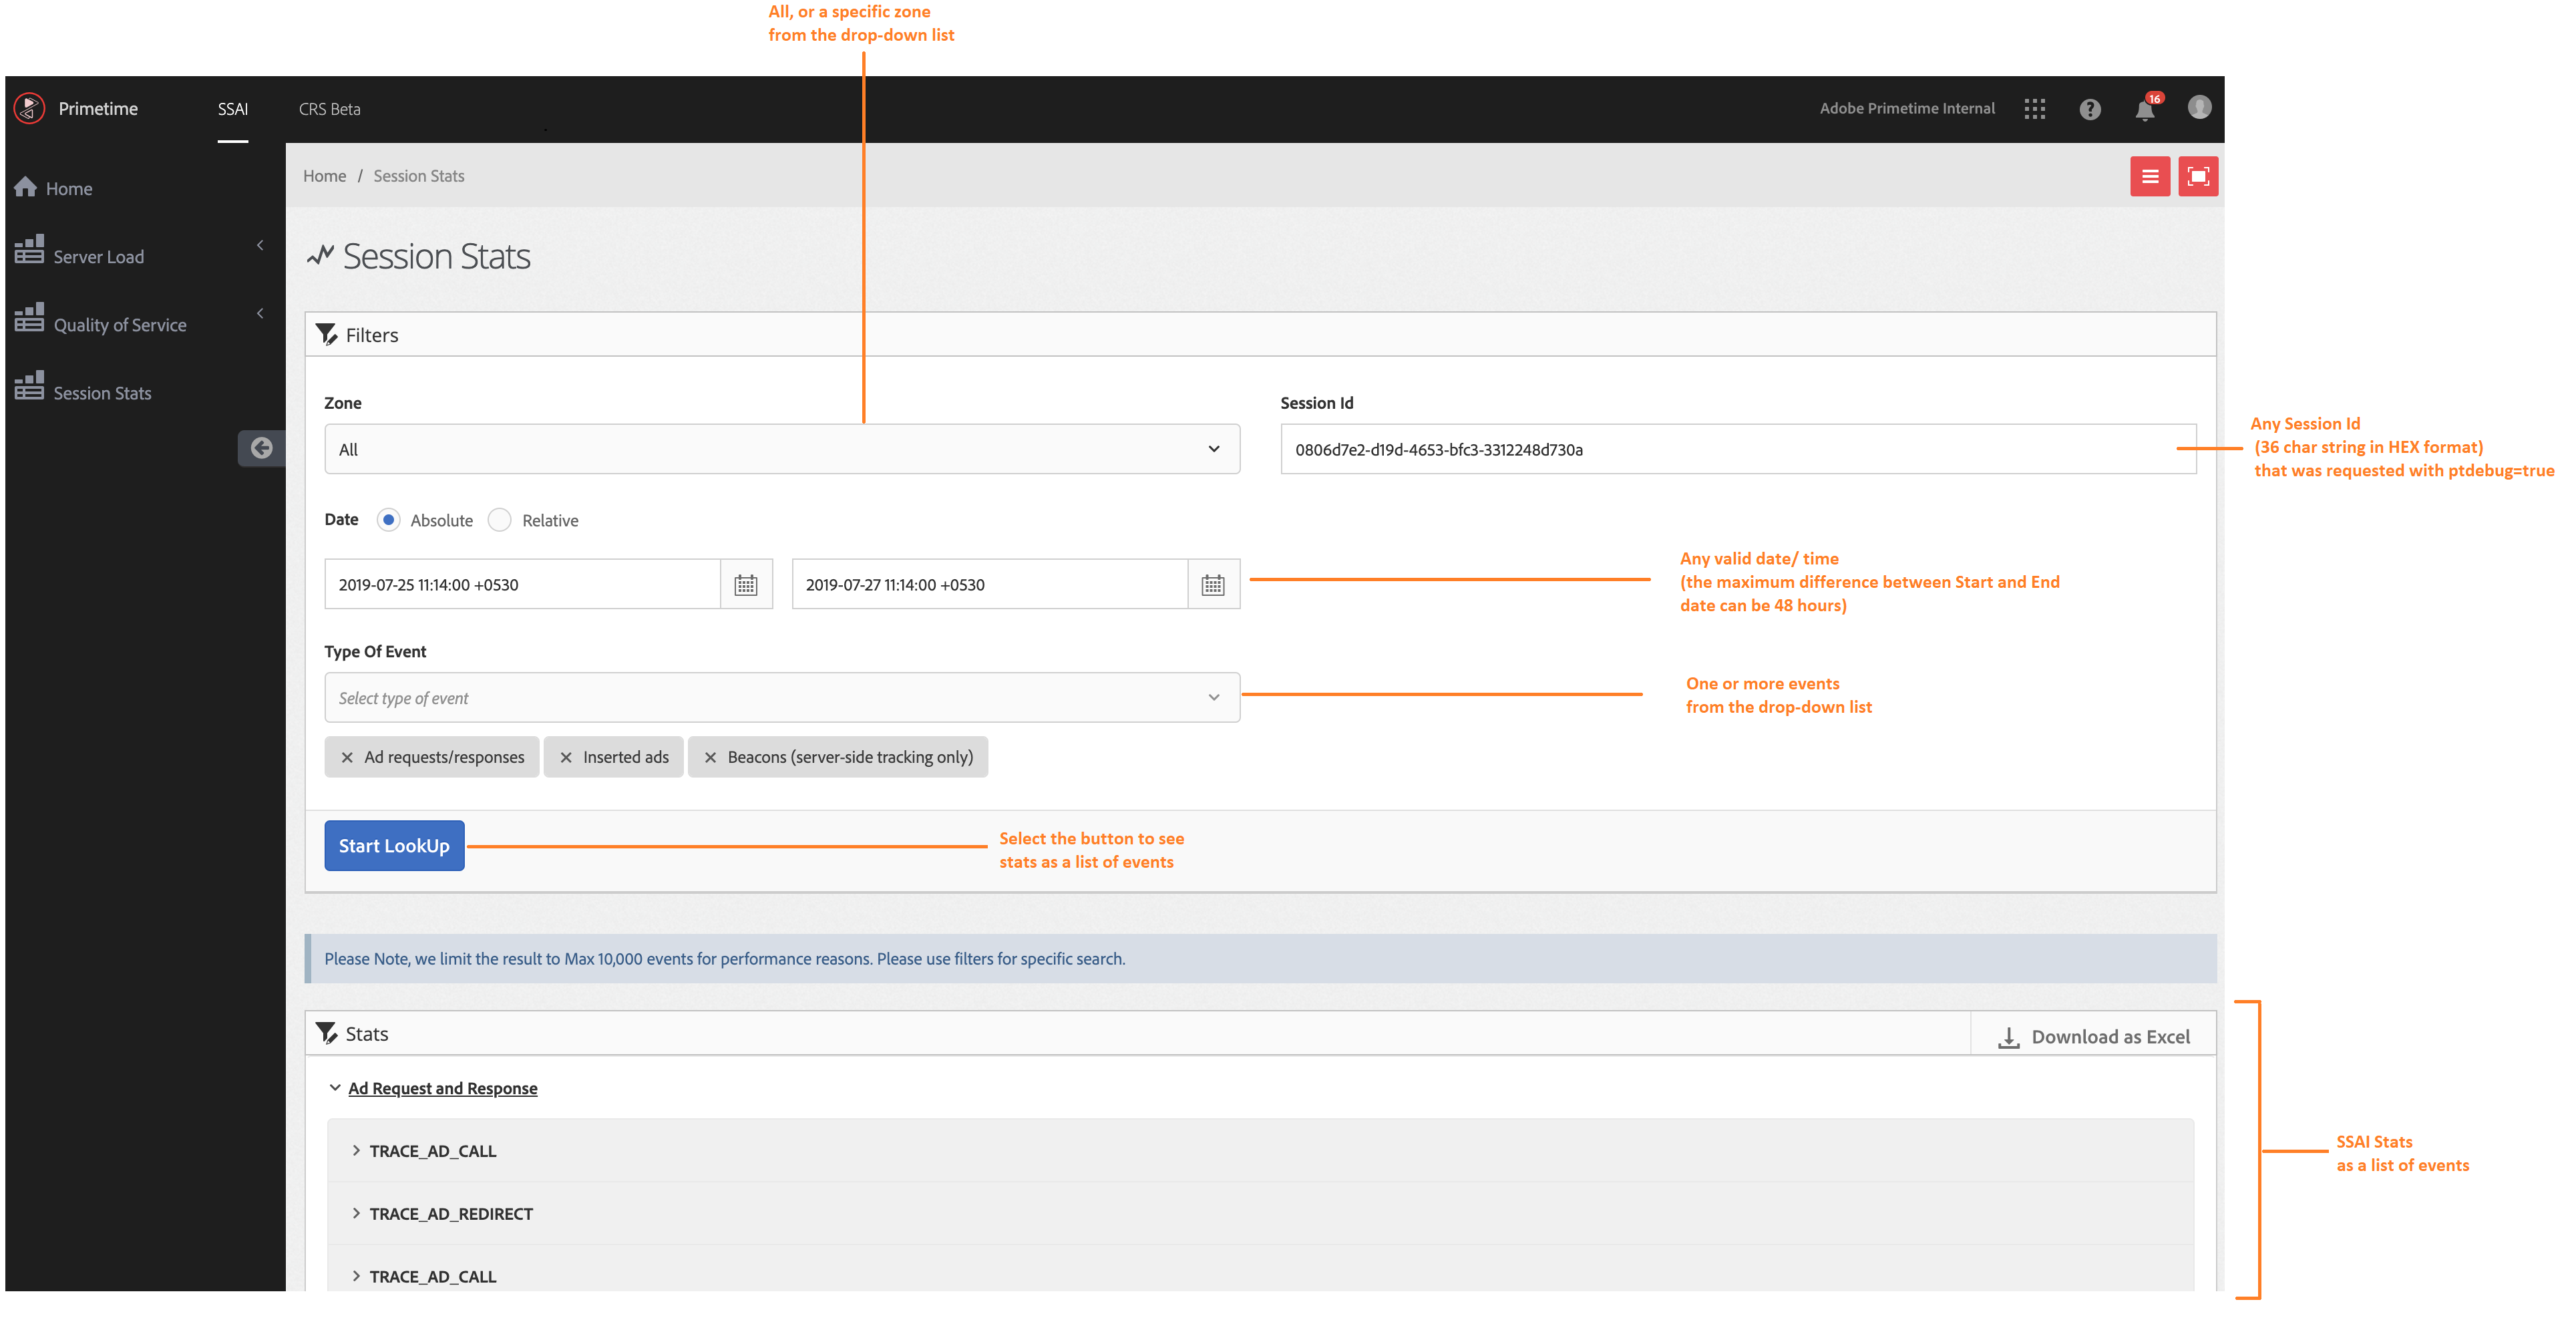 All, or a specific zone
from the drop-down list
Primetime
SSAI
CRS Beta
Adobe Primetime Internal
16
Home
Server Load
Quality of Service
Session Stats
Home / Session Stats
Session Stats
Filters
Zone
All
Session Id
0806d7e2-d19d-4653-bfc3-3312248d730a
Any Session Id
(36 char string in HEX format)
that was requested with ptdebug=true
Date
Absolute
Relative
2019-07-25 11:14:00 +0530
2019-07-27 11:14:00 +0530
Any valid date/ time
(the maximum difference between Start and End
date can be 48 hours)
Type Of Event
Select type of event
One or more events
from the drop-down list
Ad requests/responses
Inserted ads
Beacons (server-side tracking only)
Start LookUp
Select the button to see
stats as a list of events
Please Note, we limit the result to Max 10,000 events for performance reasons. Please use filters for specific search.
Stats
Download as Excel
Ad Request and Response
TRACE_AD_CALL
TRACE_AD_REDIRECT
TRACE_AD_CALL
SSAI Stats
as a list of events